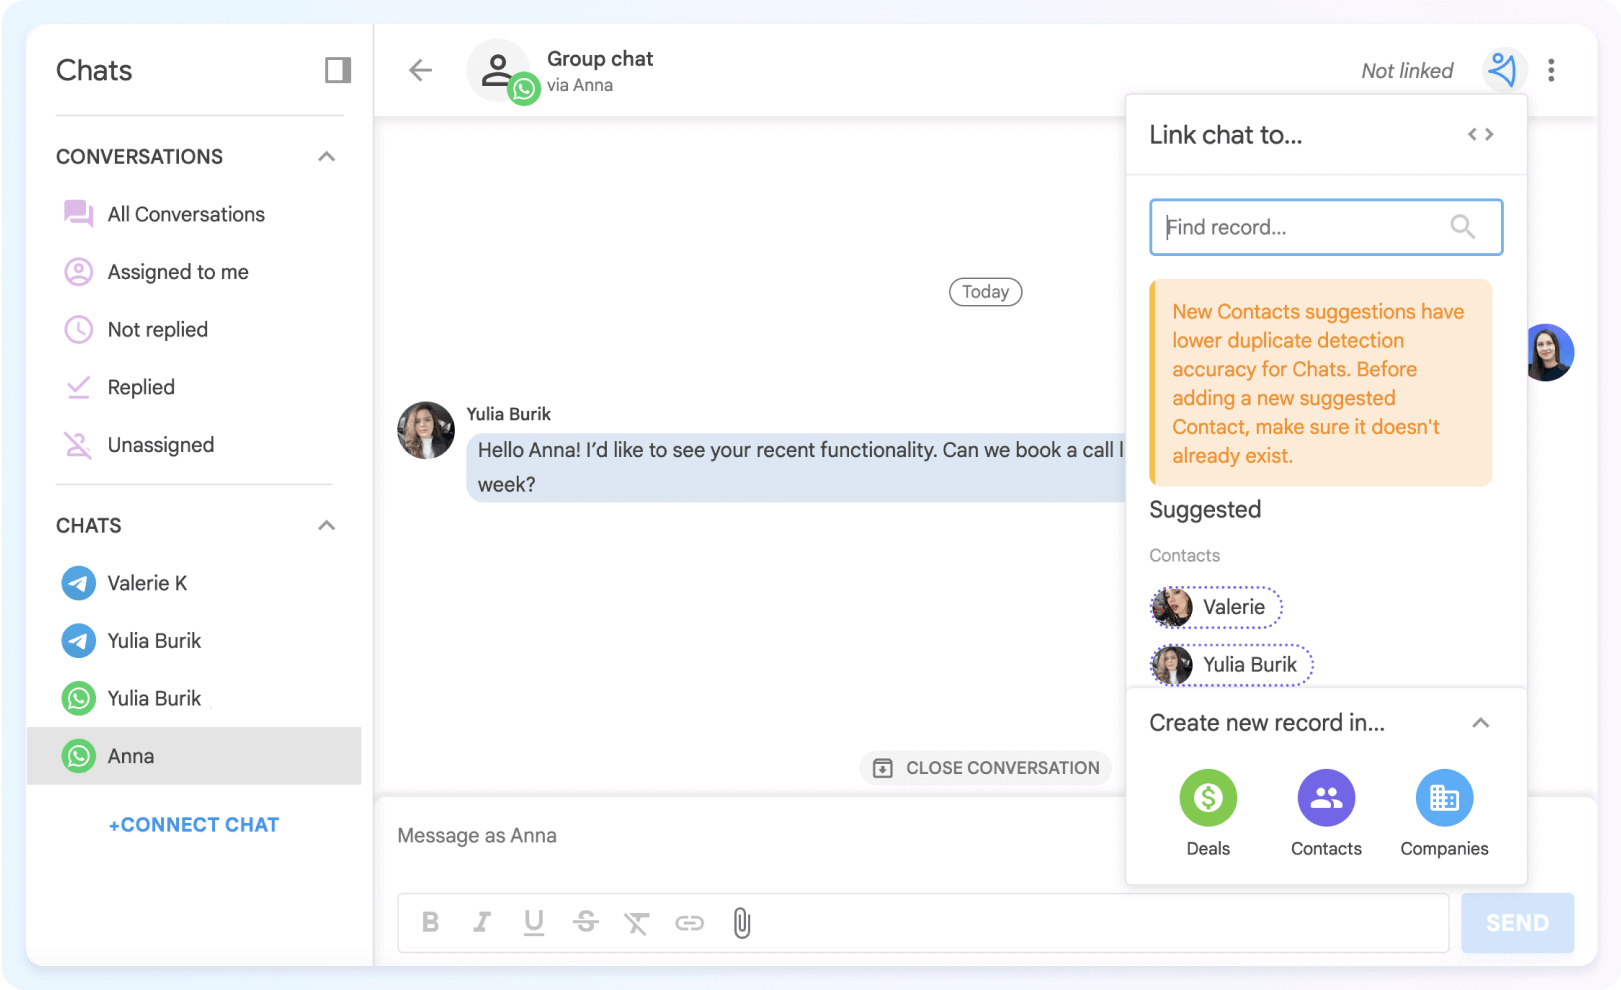 Chats
CONVERSATIONS
All Conversations
Assigned to me
Not replied
Replied
Unassigned
CHATS
Valerie K
Yulia Burik
Yulia Burik
Anna
+CONNECT CHAT
Group chat
via Anna
Not linked
Today
Yulia Burik
Hello Anna! I’d like to see your recent functionality. Can we book a call
week?
CLOSE CONVERSATION
Message as Anna
B I U S
SEND
Link chat to...
Find record...
New Contacts suggestions have
lower duplicate detection
accuracy for Chats. Before
adding a new suggested
Contact, make sure it doesn't
already exist.
Suggested
Contacts
Valerie
Yulia Burik
Create new record in...
Deals
Contacts
Companies